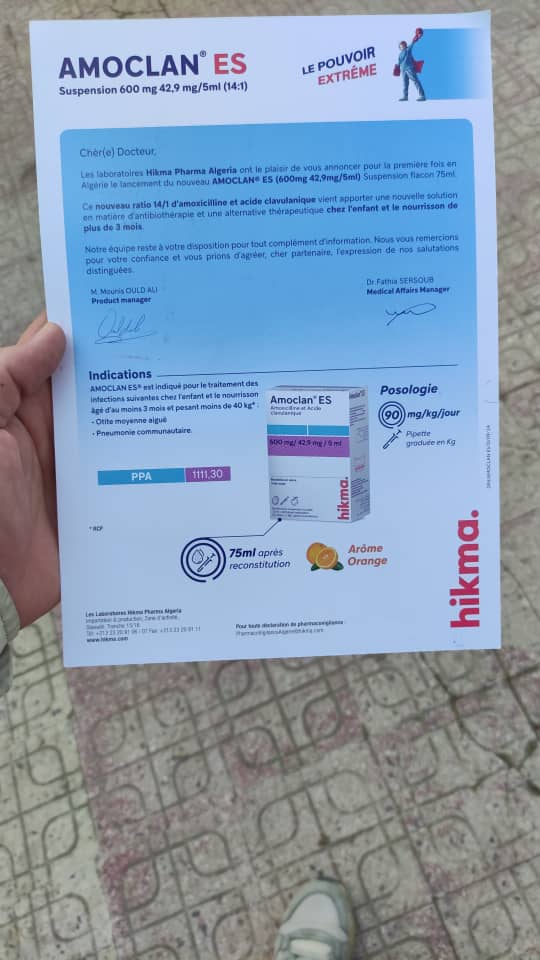 AMOCLAN® ES
Suspension 600 mg 42,9 mg/5ml (14:1)
LE POUVOIR
EXTRÊME
Chèr(e) Docteur,
Les laboratoires Hikma Pharma Algeria ont le plaisir de vous annoncer pour la première fois en
Algérie le lancement du nouveau AMOCLAN® ES (600mg 42,9mg/5ml) Suspension flacon 75ml.
Ce nouveau ratio 14/1 d'amoxicilline et acide clavulanique vient apporter une nouvelle solution
en matière d'antibiothérapie et une alternative thérapeutique chez l'enfant et le nourrisson de
plus de 3 mois.
Notre équipe reste à votre disposition pour tout complément d'information. Nous vous remercions
pour votre confiance et vous prions d'agréer, cher partenaire, l'expression de nos salutations
distinguées.
M. Mounis OULD ALI
Product manager
Dr Fathia SERSOUB
Medical Affairs Manager
Indications
AMOCLAN ES® est indiqué pour le traitement des
infections suivantes chez l'enfant et le nourrisson
âgé d'au moins 3 mois et pesant moins de 40 kg* :
- Otite moyenne aiguë
- Pneumonie communautaire.
PPA 1111,30
* RCP
Amoclan® ES
Amoxicilline et Acide
Clavulanique
600 mg/ 42,9 mg / 5 ml
hikma.
Posologie
90 mg/kg/jour
Pipette
graduée en Kg
75ml après
reconstitution
Arôme
Orange
hikma.
Les Laboratoires Hikma Pharma Algeria
Importation & production, Zone d'activité,
Staouéli, Tranche 15/16
www.hikma.com
Pour toute déclaration de pharmacovigilance :